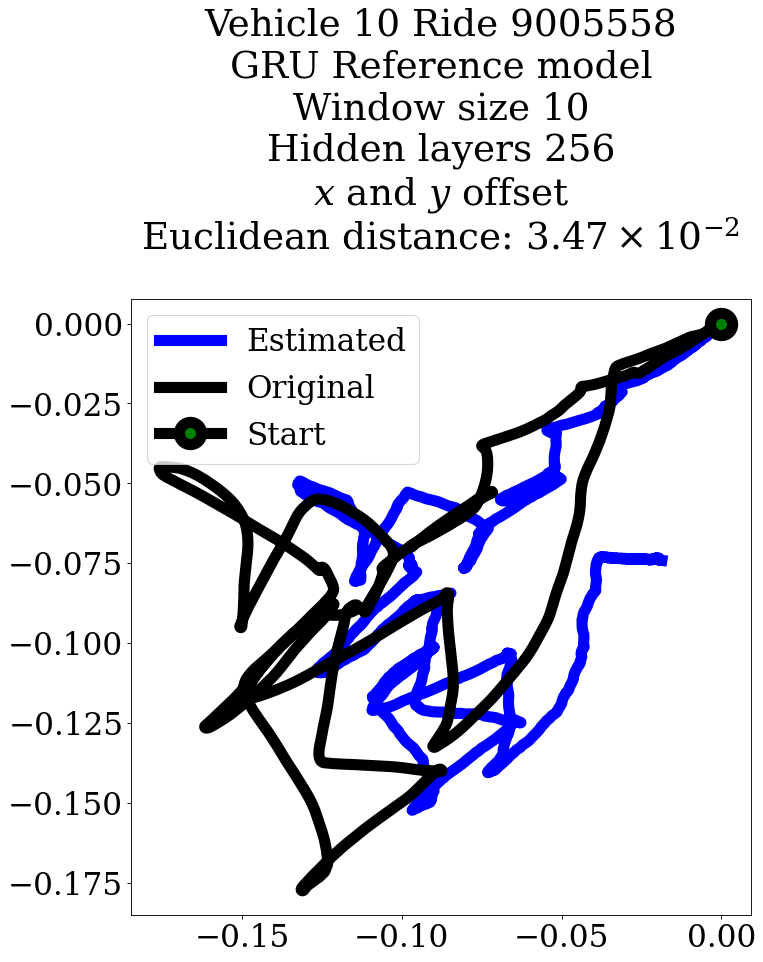 Vehicle 10 Ride 9005558
GRU Reference model
Window size 10
Hidden layers 256
x and y offset
Euclidean distance: 3.47 × 10⁻²
Estimated
Original
Start
0.000
−0.025
−0.050
−0.075
−0.100
−0.125
−0.150
−0.175
−0.15
−0.10
−0.05
0.00